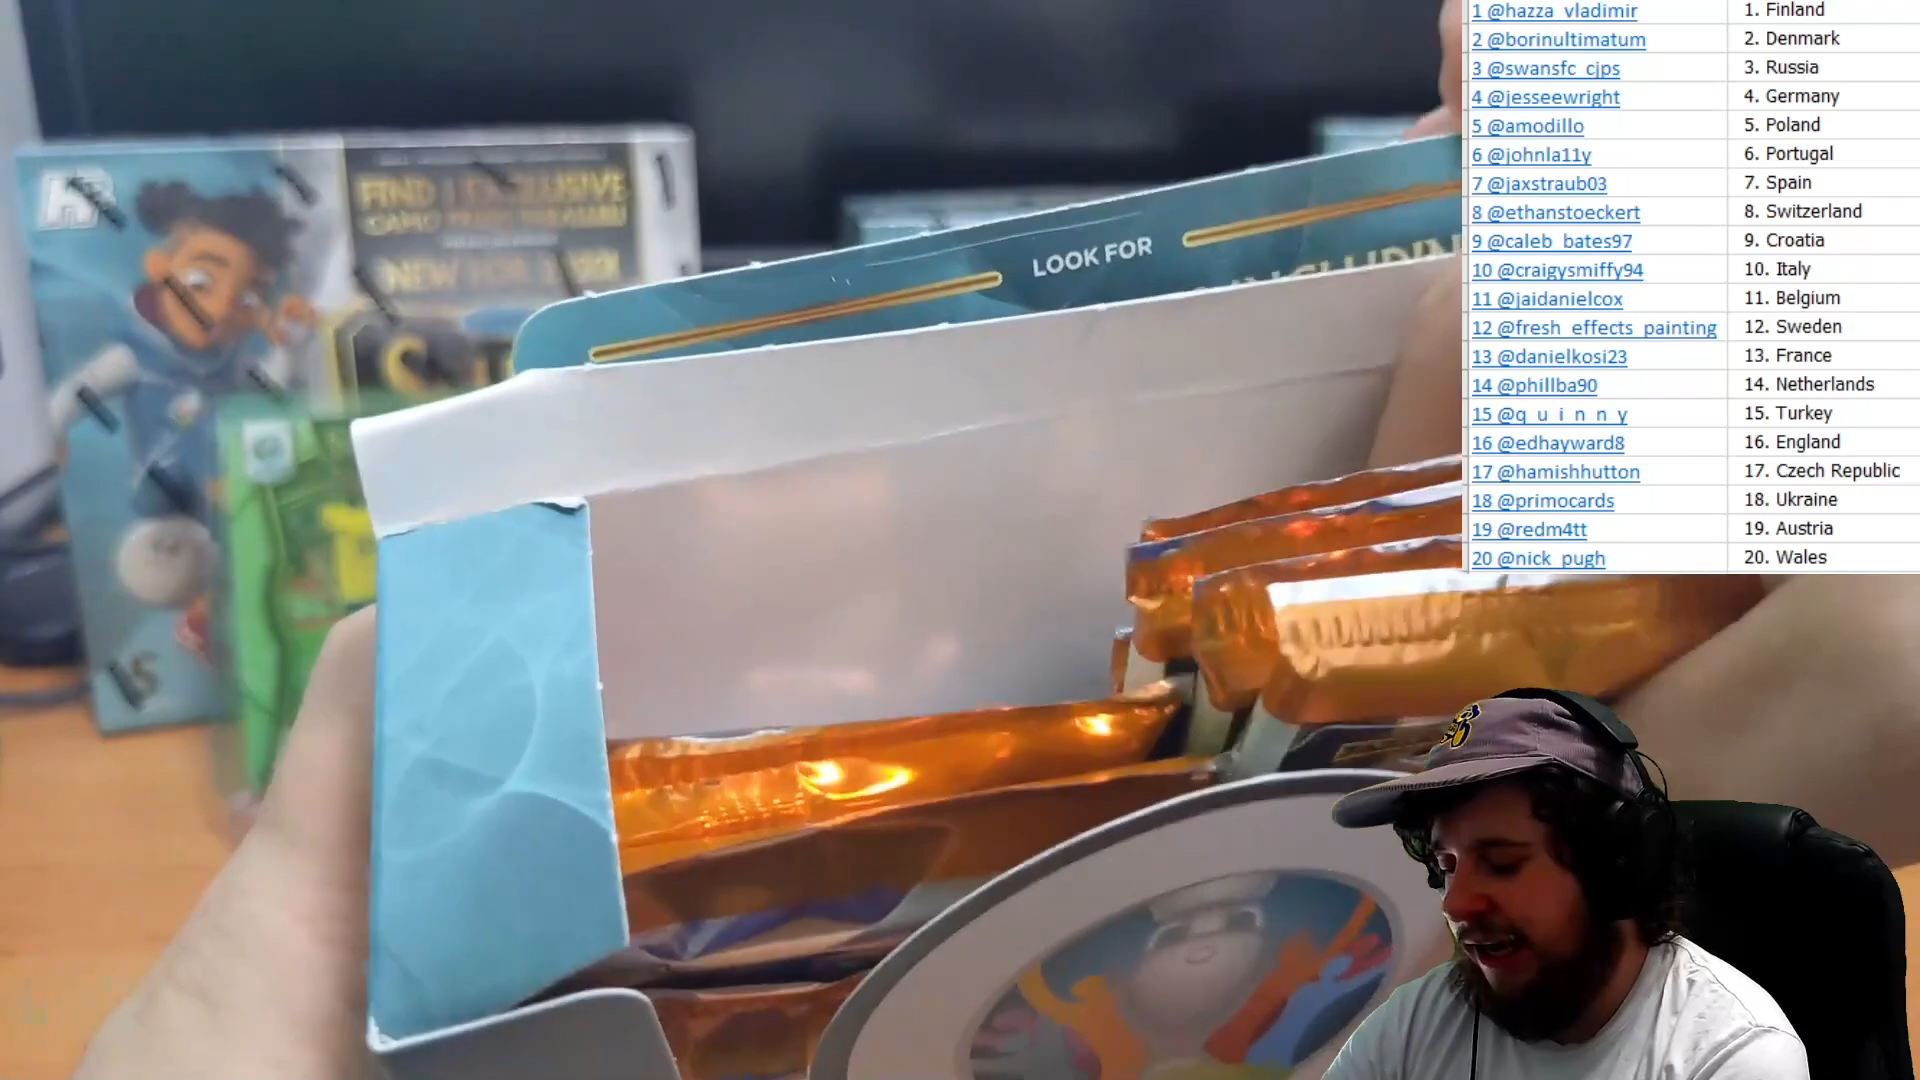 1 @hazza_vladimir 1. Finland
2 @borinultimatum 2. Denmark
3 @swansfc_cjps 3. Russia
4 @jesseewright 4. Germany
5 @amodillo 5. Poland
6 @johnla11y 6. Portugal
7 @jaxstraub03 7. Spain
8 @ethanstoeckert 8. Switzerland
9 @caleb_bates97 9. Croatia
10 @craigysmiffy94 10. Italy
11 @jaidanielcox 11. Belgium
12 @fresh_effects_painting 12. Sweden
13 @danielkosi23 13. France
14 @phillba90 14. Netherlands
15 @q_u_i_n_n_y 15. Turkey
16 @edhayward8 16. England
17 @hamishhutton 17. Czech Republic
18 @primocards 18. Ukraine
19 @redm4tt 19. Austria
20 @nick_pugh 20. Wales
LOOK FOR
FIND 1 EXCLUSIVE